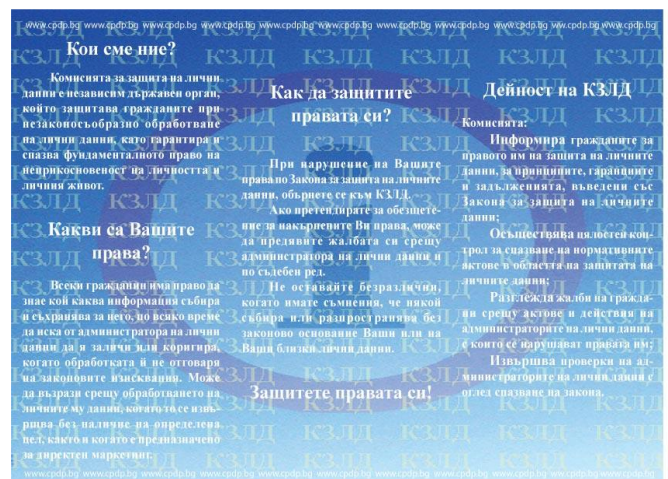 www.cpdp.bg www.cpdp.bg www.cpdp.bg www.cpdp.bg www.cpdp.bg www.cpdp.bg www.cpdp.bg www.cpdp.bg www.cpdp.bg www.cpdp.bg
Кои сме ние?
Комисията за защита на лични
данни е независим държавен орган,
който защитава гражданите при
незаконосъобразно обработване
на лични данни, като гарантира и
спазва фундаменталното право на
неприкосновеност на личността и
личния живот.
Какви са Вашите
права?
Всеки гражданин има право да
знае кой каква информация събира
и съхранява за него, по всяко време
да иска от администратора на лични
данни да я заличи или коригира,
когато обработката й не отговаря
на законовите изисквания. Може
да възрази срещу обработването на
личните му данни, когато то се извър-
шва без наличие на определена
цел, както и когато е предназначено
за директен маркетинг.
Как да защитите
правата си?
При нарушение на Вашите
права по Закона за защита на личните
данни, обърнете се към КЗЛД.
Ако претендирате за обезщете-
ние за накърнените Ви права, може
да предявите жалбата си срещу
администратора на лични данни и
по съдебен ред.
Не оставайте безразлични,
когато имате съмнения, че някой
събира или разпространява без
законово основание Ваши или на
Ваши близки лични данни.
Защитете правата си!
Дейност на КЗЛД
Комисията:
Информира гражданите за
правото им на защита на личните
данни, за принципите, гаранциите
и задълженията, въведени със
Закона за защита на личните
данни;
Осъществява цялостен кон-
трол за спазване на нормативните
актове в областта на защитата на
личните данни;
Разглежда жалби на гражда-
ни срещу актове и действия на
администраторите на лични данни,
с които се нарушават правата им;
Извършва проверки на ад-
министраторите на лични данни с
оглед спазване на закона.
www.cpdp.bg www.cpdp.bg www.cpdp.bg www.cpdp.bg www.cpdp.bg www.cpdp.bg www.cpdp.bg www.cpdp.bg www.cpdp.bg www.cpdp.bg